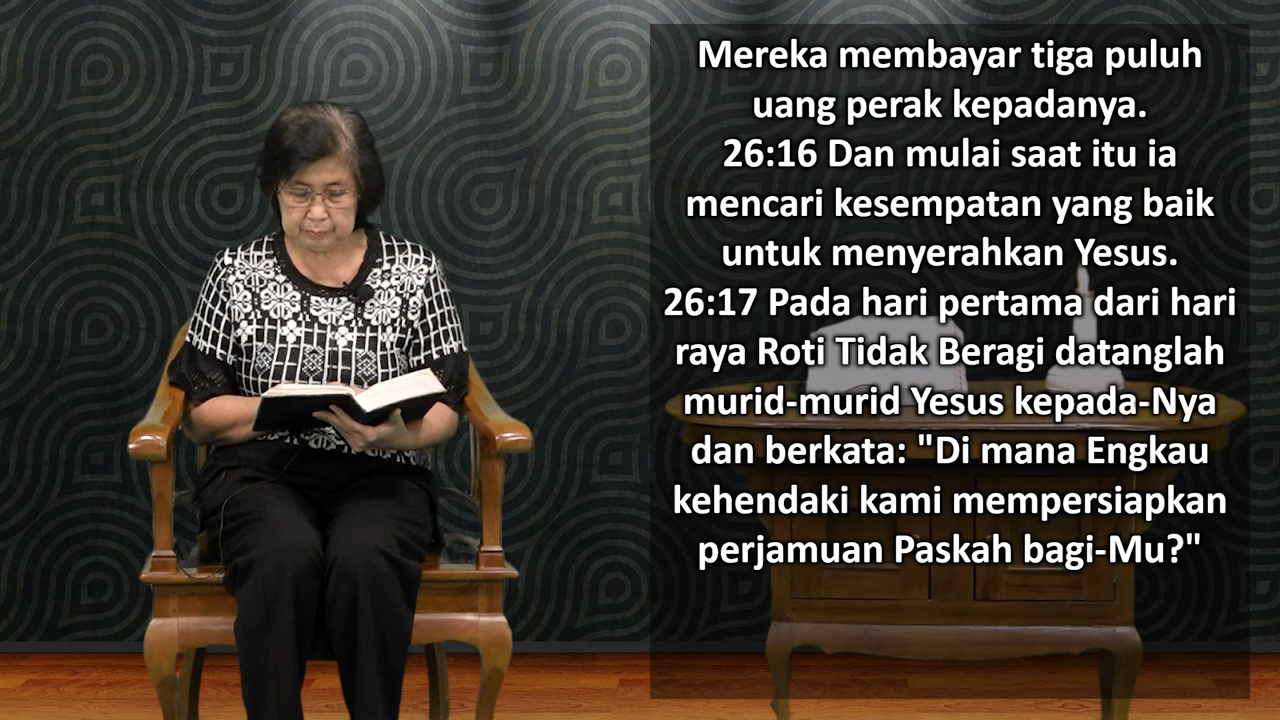 Mereka membayar tiga puluh
uang perak kepadanya.
26:16 Dan mulai saat itu ia
mencari kesempatan yang baik
untuk menyerahkan Yesus.
26:17 Pada hari pertama dari hari
raya Roti Tidak Beragi datanglah
murid-murid Yesus kepada-Nya
dan berkata: "Di mana Engkau
kehendaki kami mempersiapkan
perjamuan Paskah bagi-Mu?"